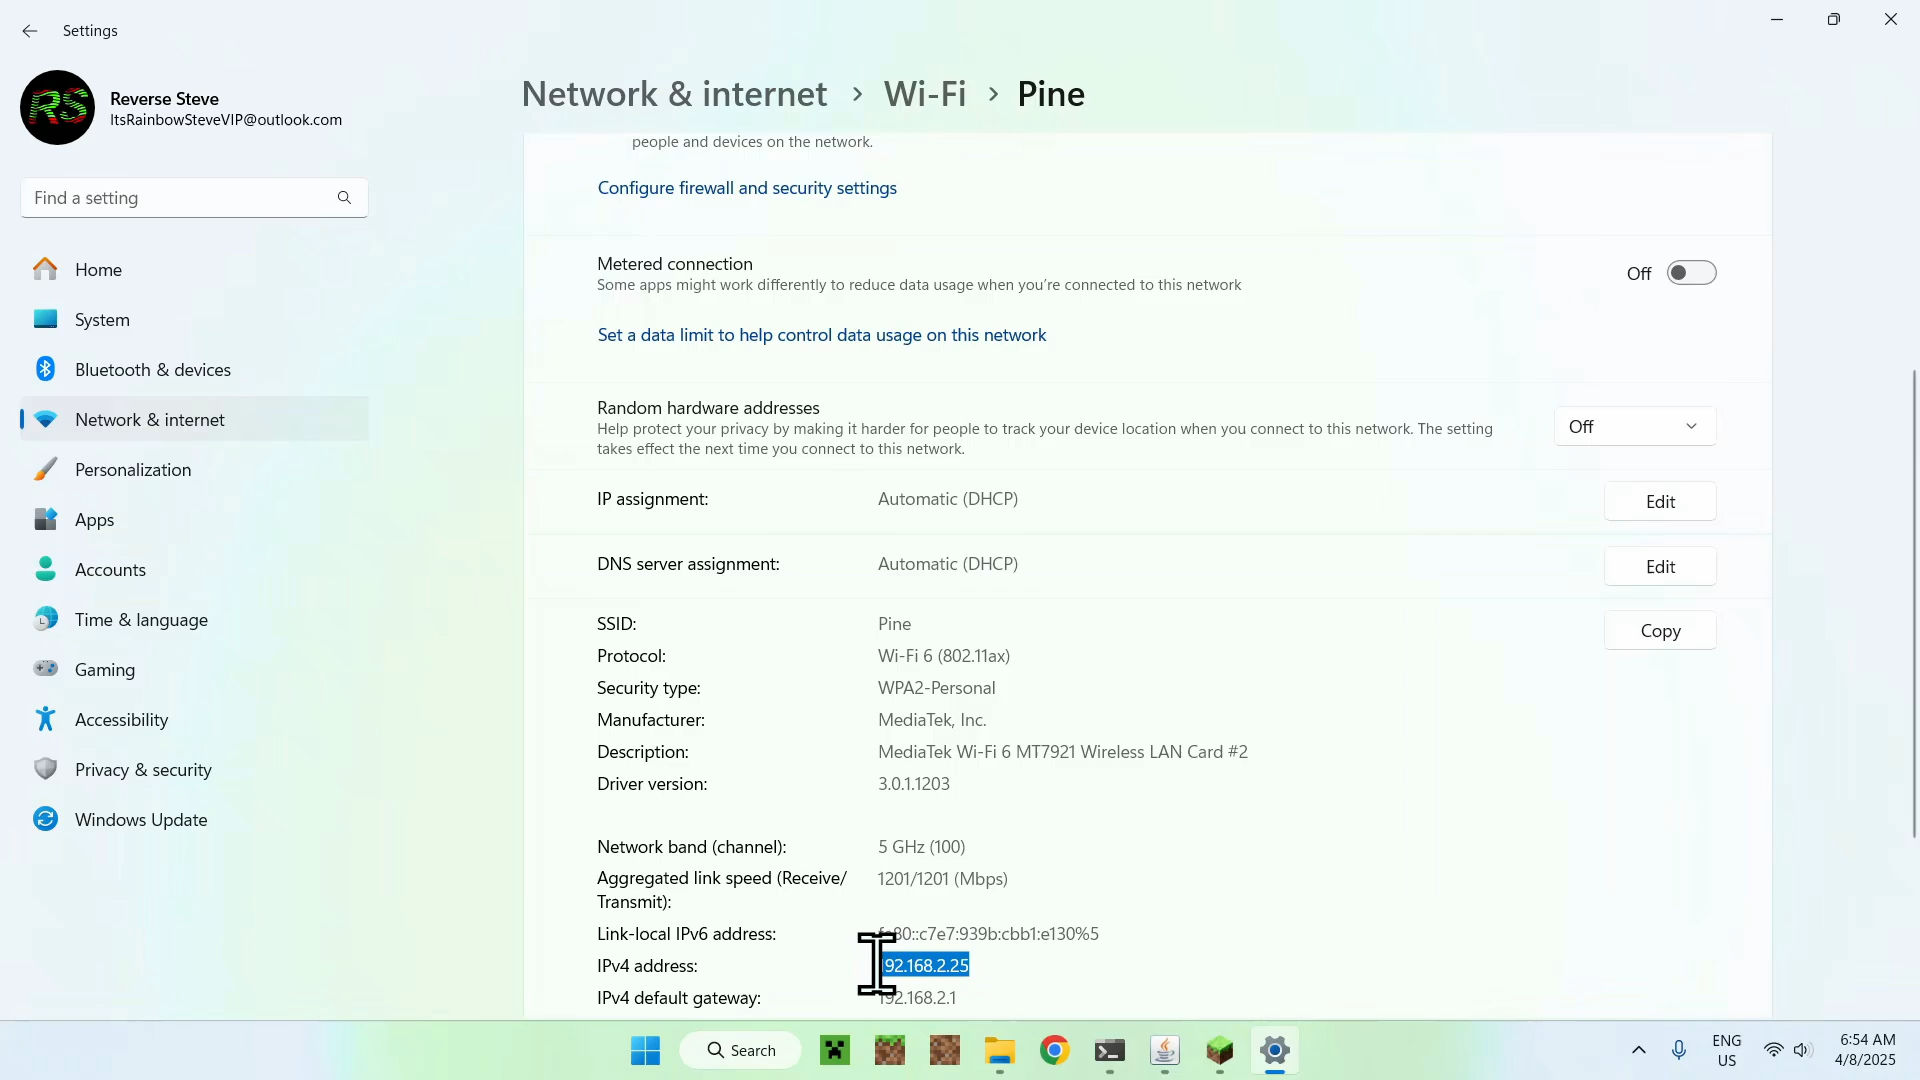 Settings
RS
Reverse Steve
ItsRainbowSteveVIP@outlook.com
Find a setting
Home
System
Bluetooth & devices
Network & internet
Personalization
Apps
Accounts
Time & language
Gaming
Accessibility
Privacy & security
Windows Update
Network & internet > Wi-Fi > Pine
people and devices on the network.
Configure firewall and security settings
Metered connection
Some apps might work differently to reduce data usage when you're connected to this network
Off
Set a data limit to help control data usage on this network
Random hardware addresses
Help protect your privacy by making it harder for people to track your device location when you connect to this network. The setting
takes effect the next time you connect to this network.
Off
IP assignment: Automatic (DHCP) Edit
DNS server assignment: Automatic (DHCP) Edit
SSID: Pine Copy
Protocol: Wi-Fi 6 (802.11ax)
Security type: WPA2-Personal
Manufacturer: MediaTek, Inc.
Description: MediaTek Wi-Fi 6 MT7921 Wireless LAN Card #2
Driver version: 3.0.1.1203
Network band (channel): 5 GHz (100)
Aggregated link speed (Receive/ 1201/1201 (Mbps)
Transmit):
Link-local IPv6 address: fe80::c7e7:939b:cbb1:e130%5
IPv4 address: 192.168.2.25
IPv4 default gateway: 192.168.2.1
Search
ENG
US
6:54 AM
4/8/2025